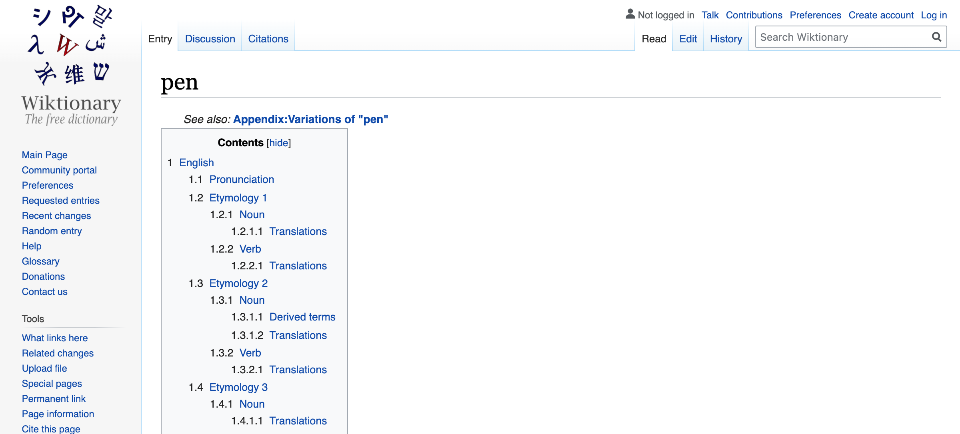 Not logged in Talk Contributions Preferences Create account Log in
Entry Discussion Citations Read Edit History Search Wiktionary
维
W
Wiktionary
The free dictionary
Main Page
Community portal
Preferences
Requested entries
Recent changes
Random entry
Help
Glossary
Donations
Contact us
Tools
What links here
Related changes
Upload file
Special pages
Permanent link
Page information
Cite this page
pen
See also: Appendix:Variations of "pen"
Contents [hide]
1 English
1.1 Pronunciation
1.2 Etymology 1
1.2.1 Noun
1.2.1.1 Translations
1.2.2 Verb
1.2.2.1 Translations
1.3 Etymology 2
1.3.1 Noun
1.3.1.1 Derived terms
1.3.1.2 Translations
1.3.2 Verb
1.3.2.1 Translations
1.4 Etymology 3
1.4.1 Noun
1.4.1.1 Translations